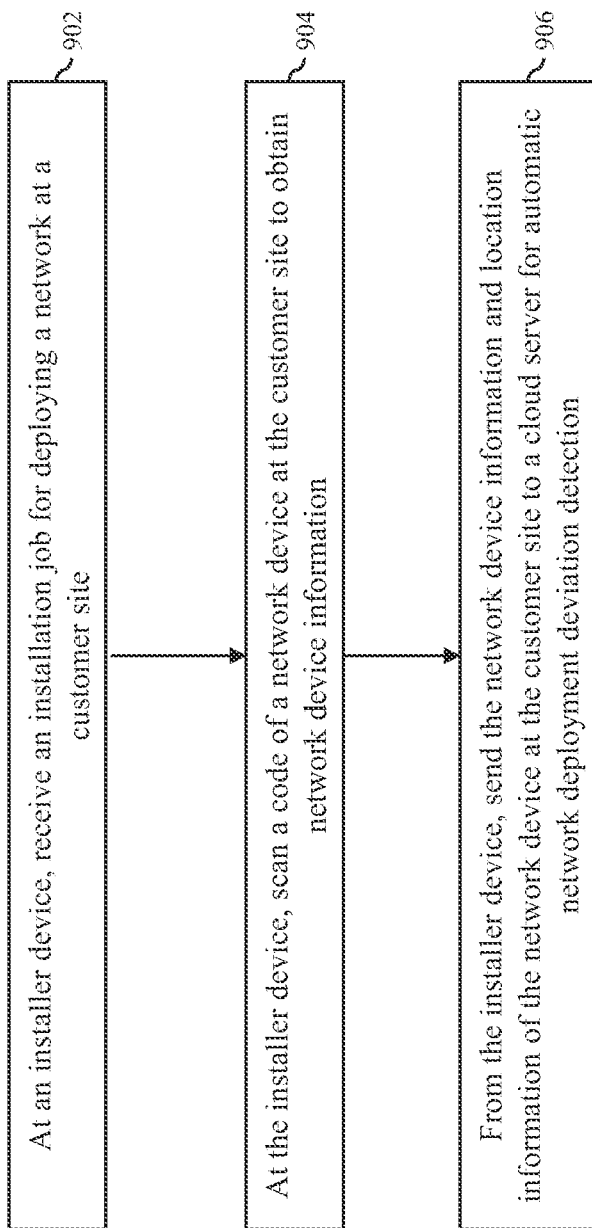 At an installer device, receive an installation job for deploying a network at a
customer site
902
At the installer device, scan a code of a network device at the customer site to obtain
network device information
904
From the installer device, send the network device information and location
information of the network device at the customer site to a cloud server for automatic
network deployment deviation detection
906